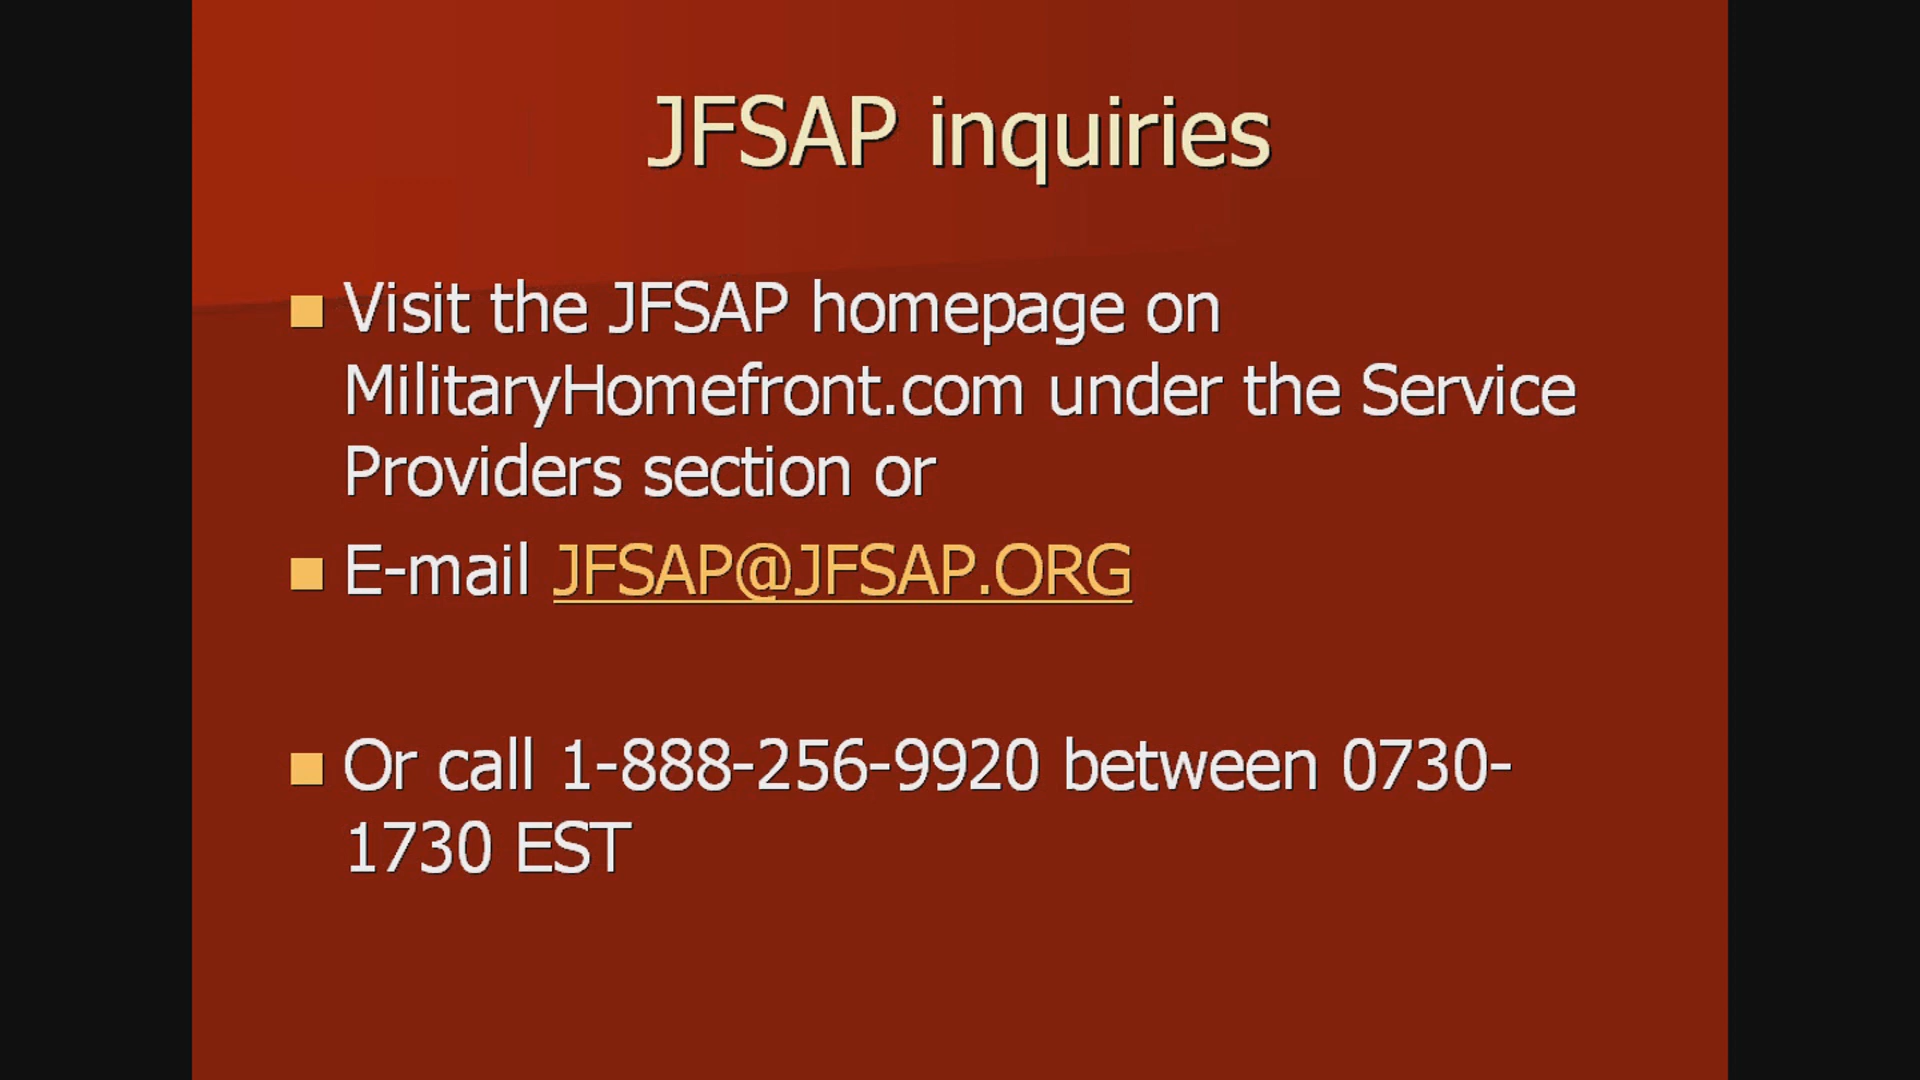 JFSAP inquiries
Visit the JFSAP homepage on
MilitaryHomefront.com under the Service
Providers section or
E-mail JFSAP@JFSAP.ORG
Or call 1-888-256-9920 between 0730-
1730 EST